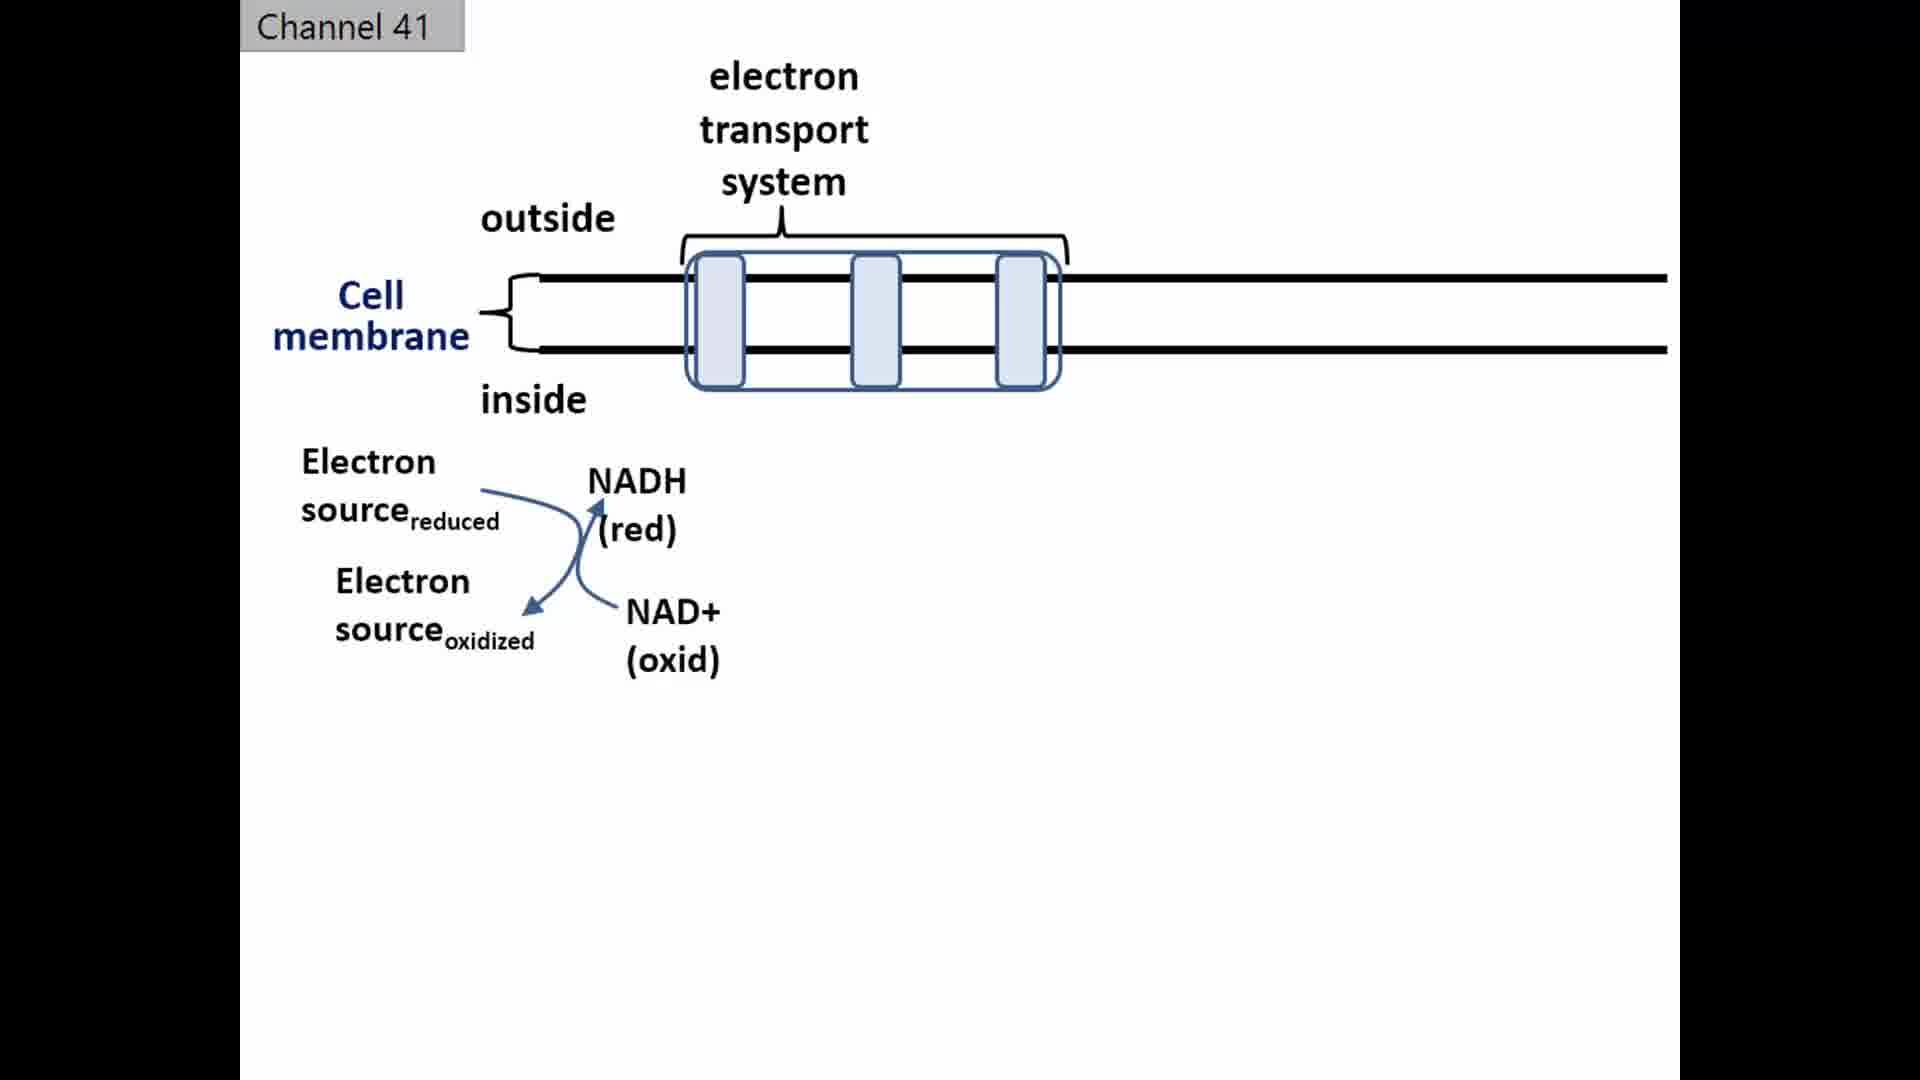 Channel 41
electron
transport
system
outside
Cell
membrane
inside
Electron
source reduced
NADH
(red)
Electron
source oxidized
NAD+
(oxid)